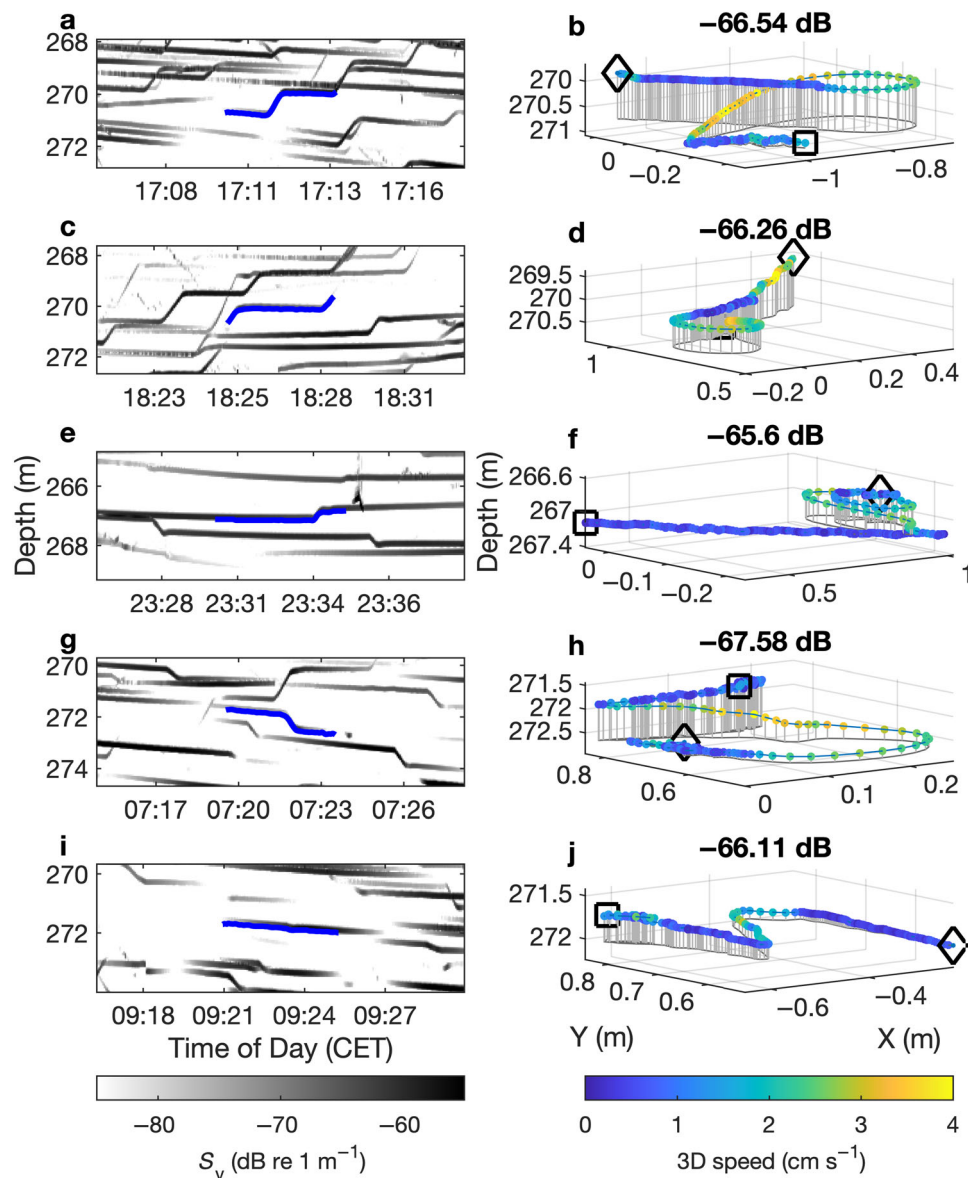 a
268
270
272
17:08 17:11 17:13 17:16
b
−66.54 dB
270
270.5
271
0 −0.2 −1 −0.8
c
268
270
272
18:23 18:25 18:28 18:31
d
−66.26 dB
269.5
270
270.5
1 0.5 −0.2 0 0.2 0.4
e
Depth (m)
266
268
23:28 23:31 23:34 23:36
f
−65.6 dB
Depth (m)
266.6
267
267.4
0 −0.1 −0.2 0.5 1
g
270
272
274
07:17 07:20 07:23 07:26
h
−67.58 dB
271.5
272
272.5
0.8 0.6 0 0.1 0.2
i
270
272
09:18 09:21 09:24 09:27
Time of Day (CET)
j
−66.11 dB
271.5
272
0.8 0.7 0.6 −0.6 −0.4
Y (m) X (m)
−80 −70 −60
Sv (dB re 1 m−1)
0 1 2 3 4
3D speed (cm s−1)